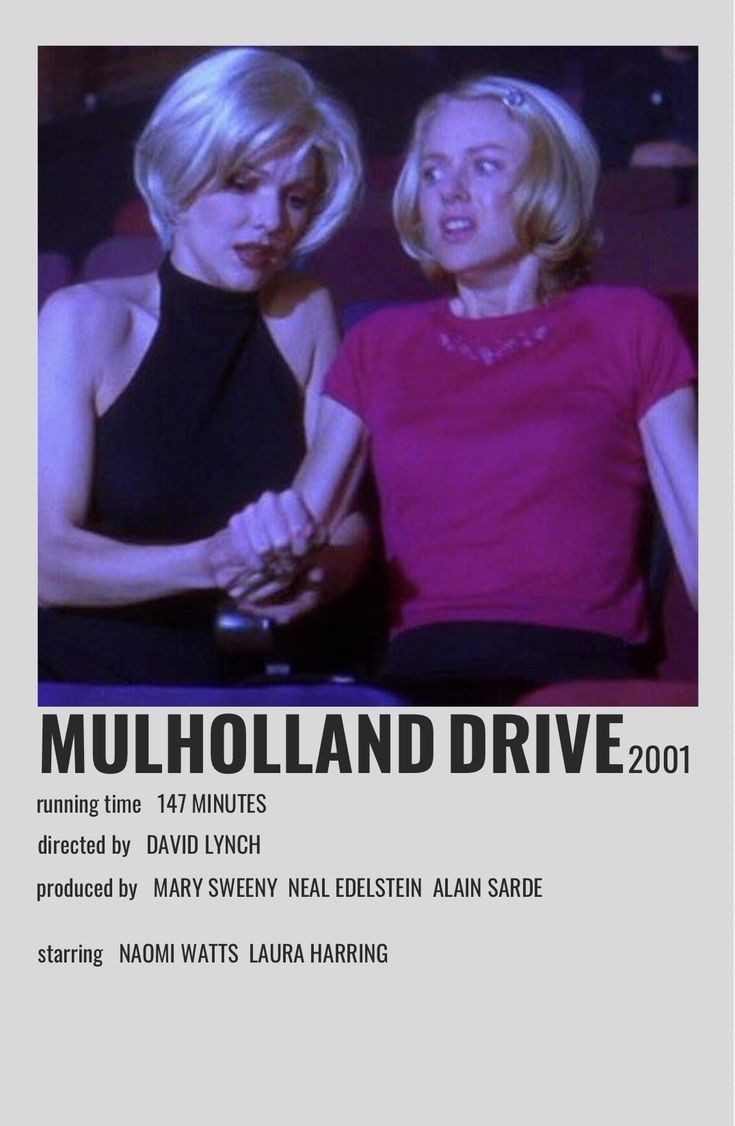 MULHOLLAND DRIVE 2001
running time 147 MINUTES
directed by DAVID LYNCH
produced by MARY SWEENY NEAL EDELSTEIN ALAIN SARDE
starring NAOMI WATTS LAURA HARRING